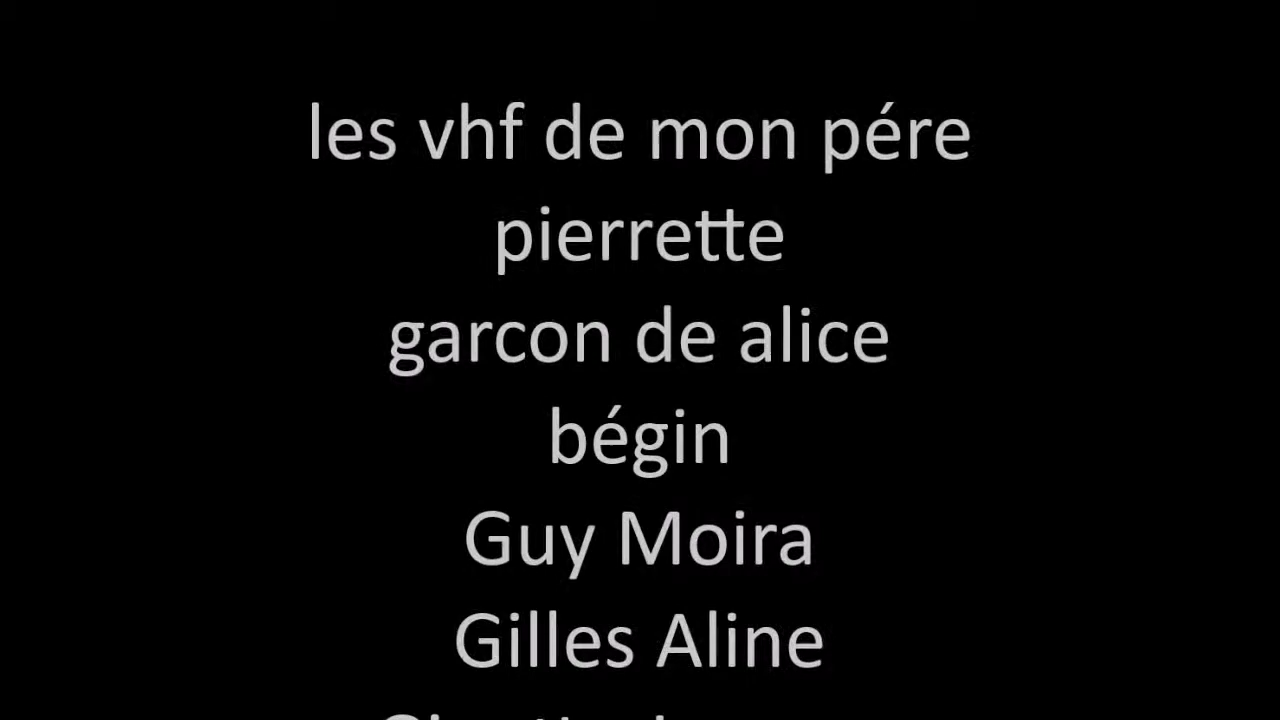 les vhf de mon pére
pierrette
garcon de alice
bégin
Guy Moira
Gilles Aline